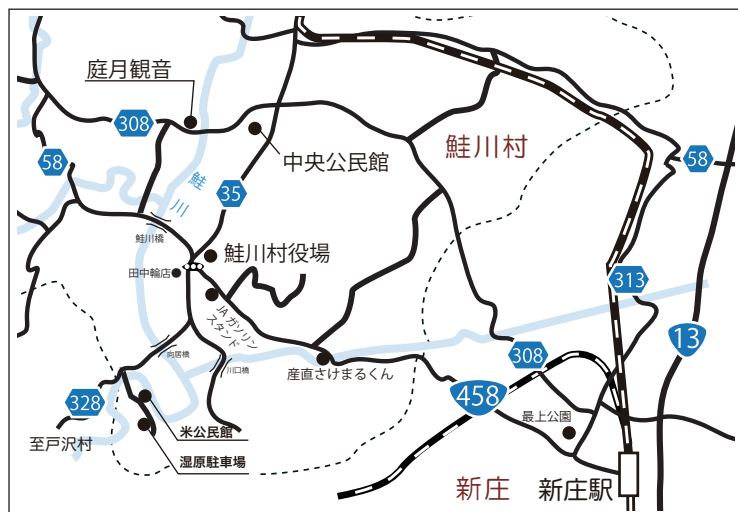 庭月観音
308
58
中央公民館
鮭川村
58
鮭川
35
鮭川橋
鮭川村役場
田中輪店
313
JA ガソリン
スタンド
13
向居橋
川口橋
産直さけまるくん
308
458
328
米公民館
最上公園
至戸沢村
湿原駐車場
新庄
新庄駅